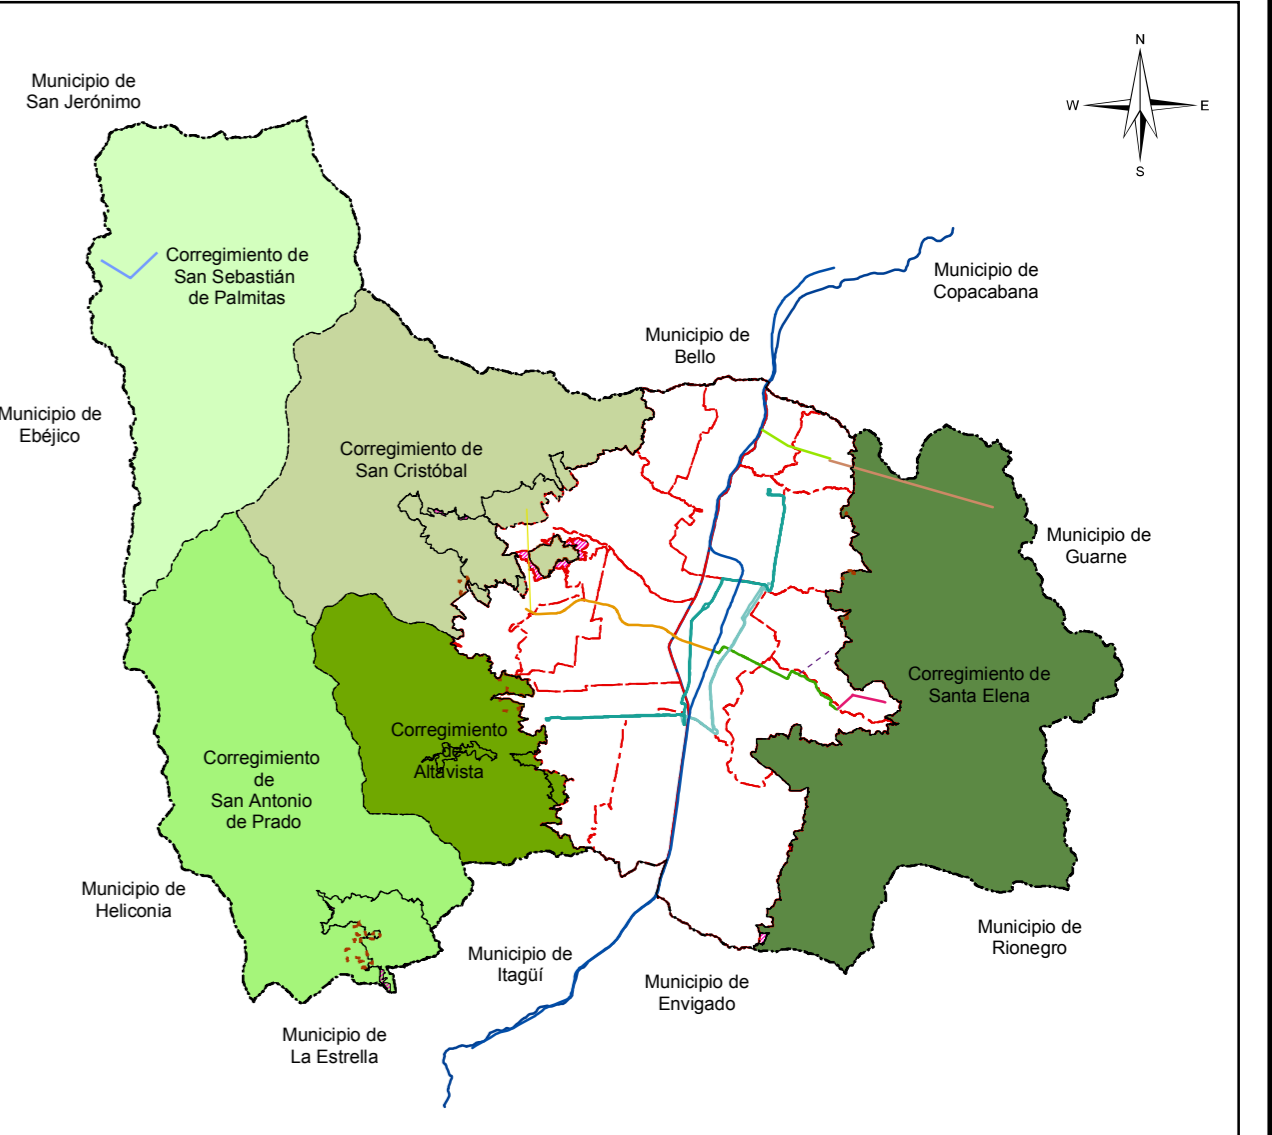 N
W
E
S
Municipio de
San Jerónimo
Corregimiento de
San Sebastián
de Palmitas
Municipio de
Copacabana
Municipio de
Bello
Municipio de
Ebéjico
Corregimiento de
San Cristóbal
Municipio de
Guarne
Corregimiento de
Santa Elena
Corregimiento
de
Altavista
Corregimiento
de
San Antonio
de Prado
Municipio de
Heliconia
Municipio de
Rionegro
Municipio de
Itagüí
Municipio de
Envigado
Municipio de
La Estrella